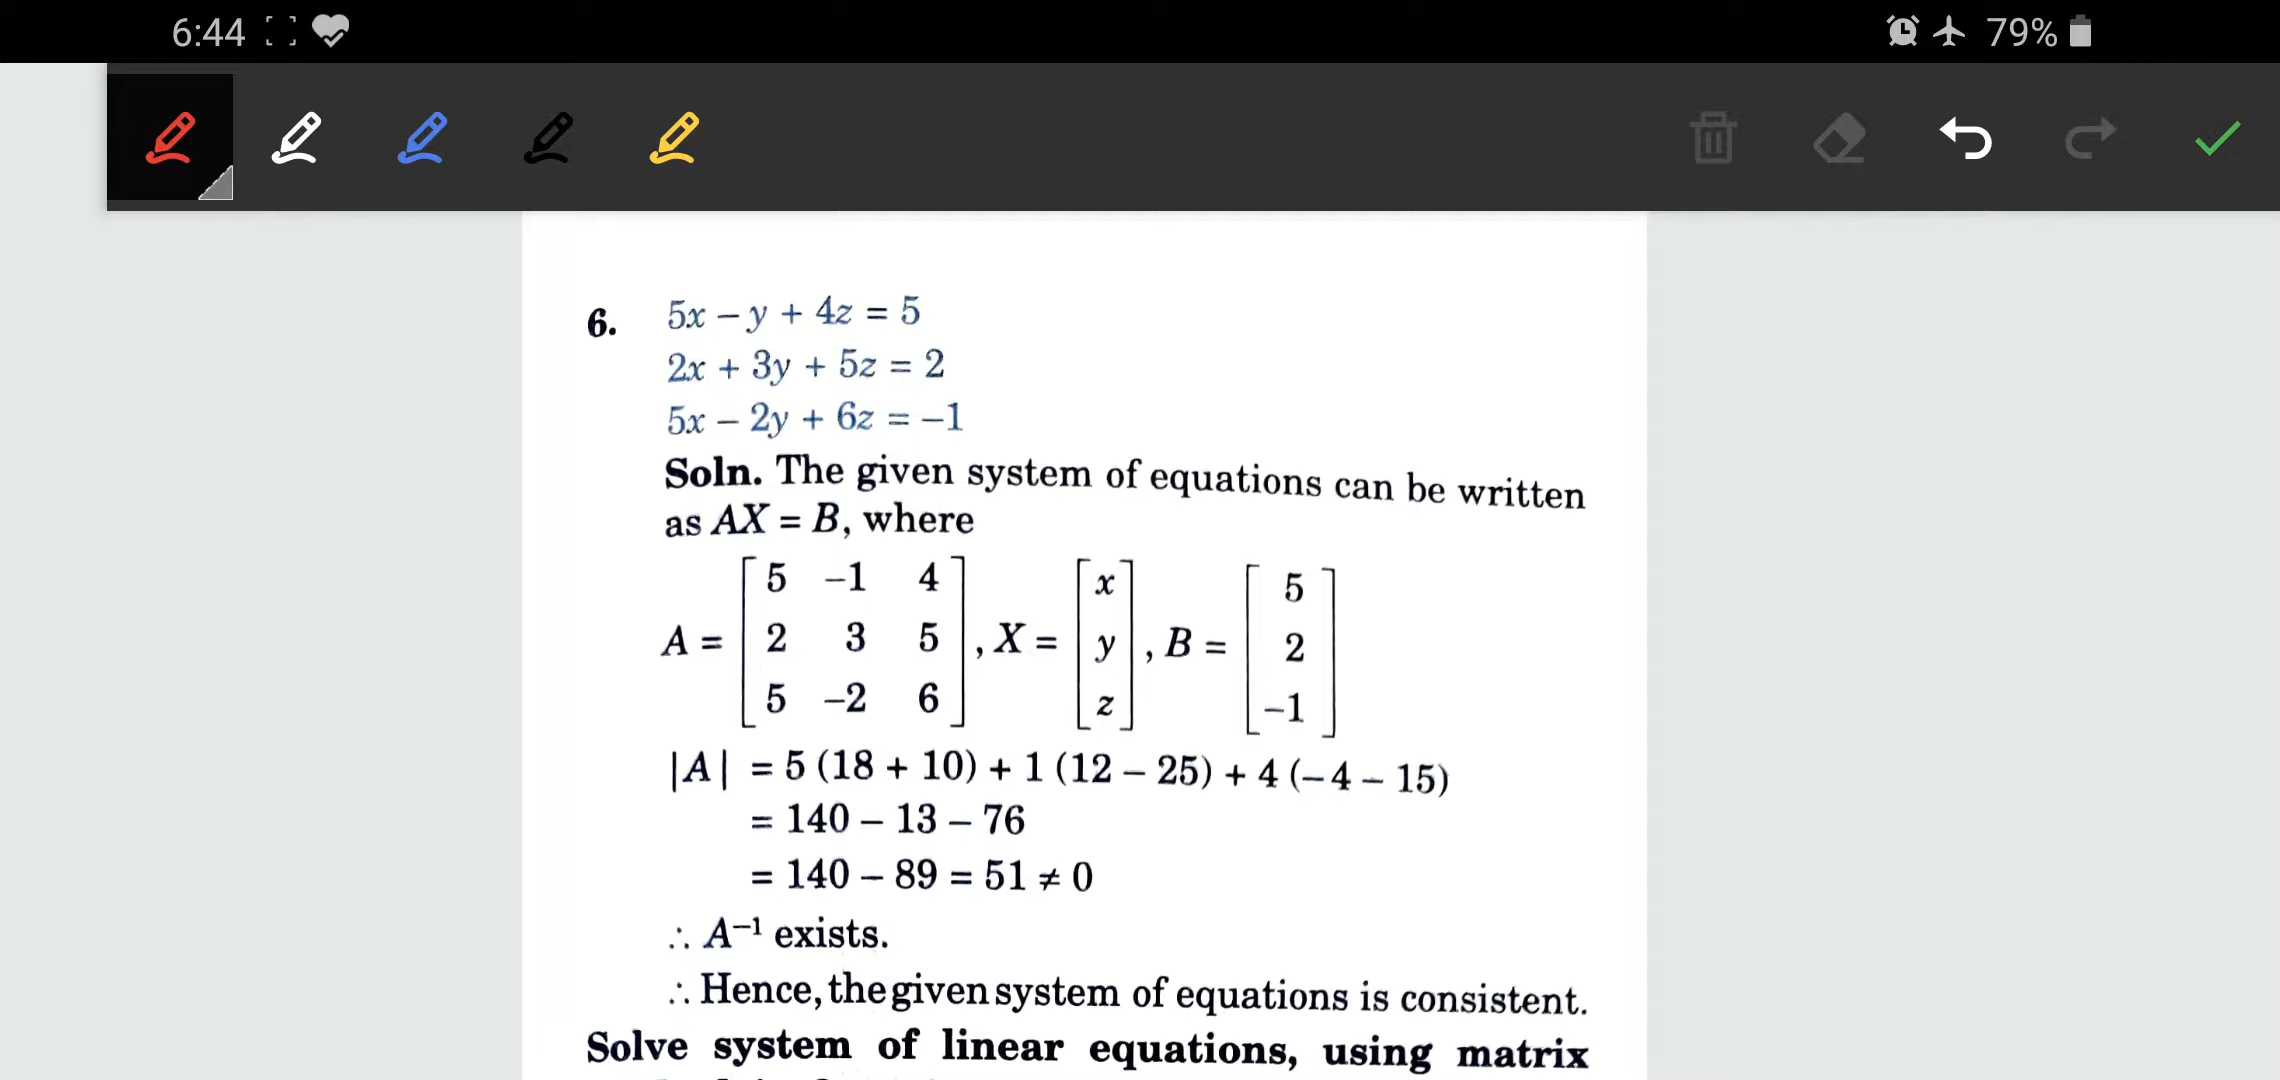 6:44
79%
6. 5x – y + 4z = 5
2x + 3y + 5z = 2
5x – 2y + 6z = –1
Soln. The given system of equations can be written
as AX = B, where
A = [ 5 –1 4 ; 2 3 5 ; 5 –2 6 ], X = [ x ; y ; z ], B = [ 5 ; 2 ; –1 ]
|A| = 5 (18 + 10) + 1 (12 – 25) + 4 (– 4 – 15)
= 140 – 13 – 76
= 140 – 89 = 51 ≠ 0
∴ A⁻¹ exists.
∴ Hence, the given system of equations is consistent.
Solve system of linear equations, using matrix